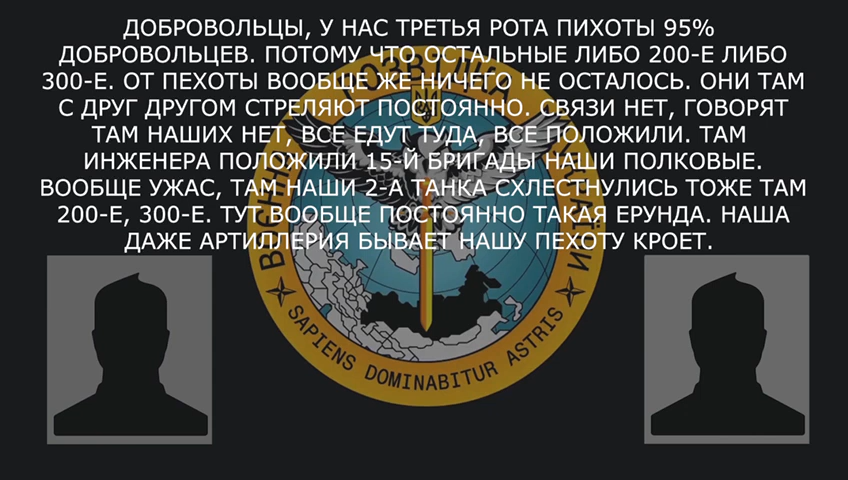 ДОБРОВОЛЬЦЫ, У НАС ТРЕТЬЯ РОТА ПИХОТЫ 95%
ДОБРОВОЛЬЦЕВ. ПОТОМУ ЧТО ОСТАЛЬНЫЕ ЛИБО 200-Е ЛИБО
300-Е. ОТ ПЕХОТЫ ВООБЩЕ ЖЕ НИЧЕГО НЕ ОСТАЛОСЬ. ОНИ ТАМ
С ДРУГ ДРУГОМ СТРЕЛЯЮТ ПОСТОЯННО. СВЯЗИ НЕТ, ГОВОРЯТ
ТАМ НАШИХ НЕТ, ВСЕ ЕДУТ ТУДА, ВСЕ ПОЛОЖИЛИ. ТАМ
ИНЖЕНЕРА ПОЛОЖИЛИ 15-Й БРИГАДЫ НАШИ ПОЛКОВЫЕ.
ВООБЩЕ УЖАС, ТАМ НАШИ 2-А ТАНКА СХЛЕСТНУЛИСЬ ТОЖЕ ТАМ
200-Е, 300-Е. ТУТ ВООБЩЕ ПОСТОЯННО ТАКАЯ ЕРУНДА. НАША
ДАЖЕ АРТИЛЛЕРИЯ БЫВАЕТ НАШУ ПЕХОТУ КРОЕТ.
SAPIENS DOMINABITUR ASTRIS